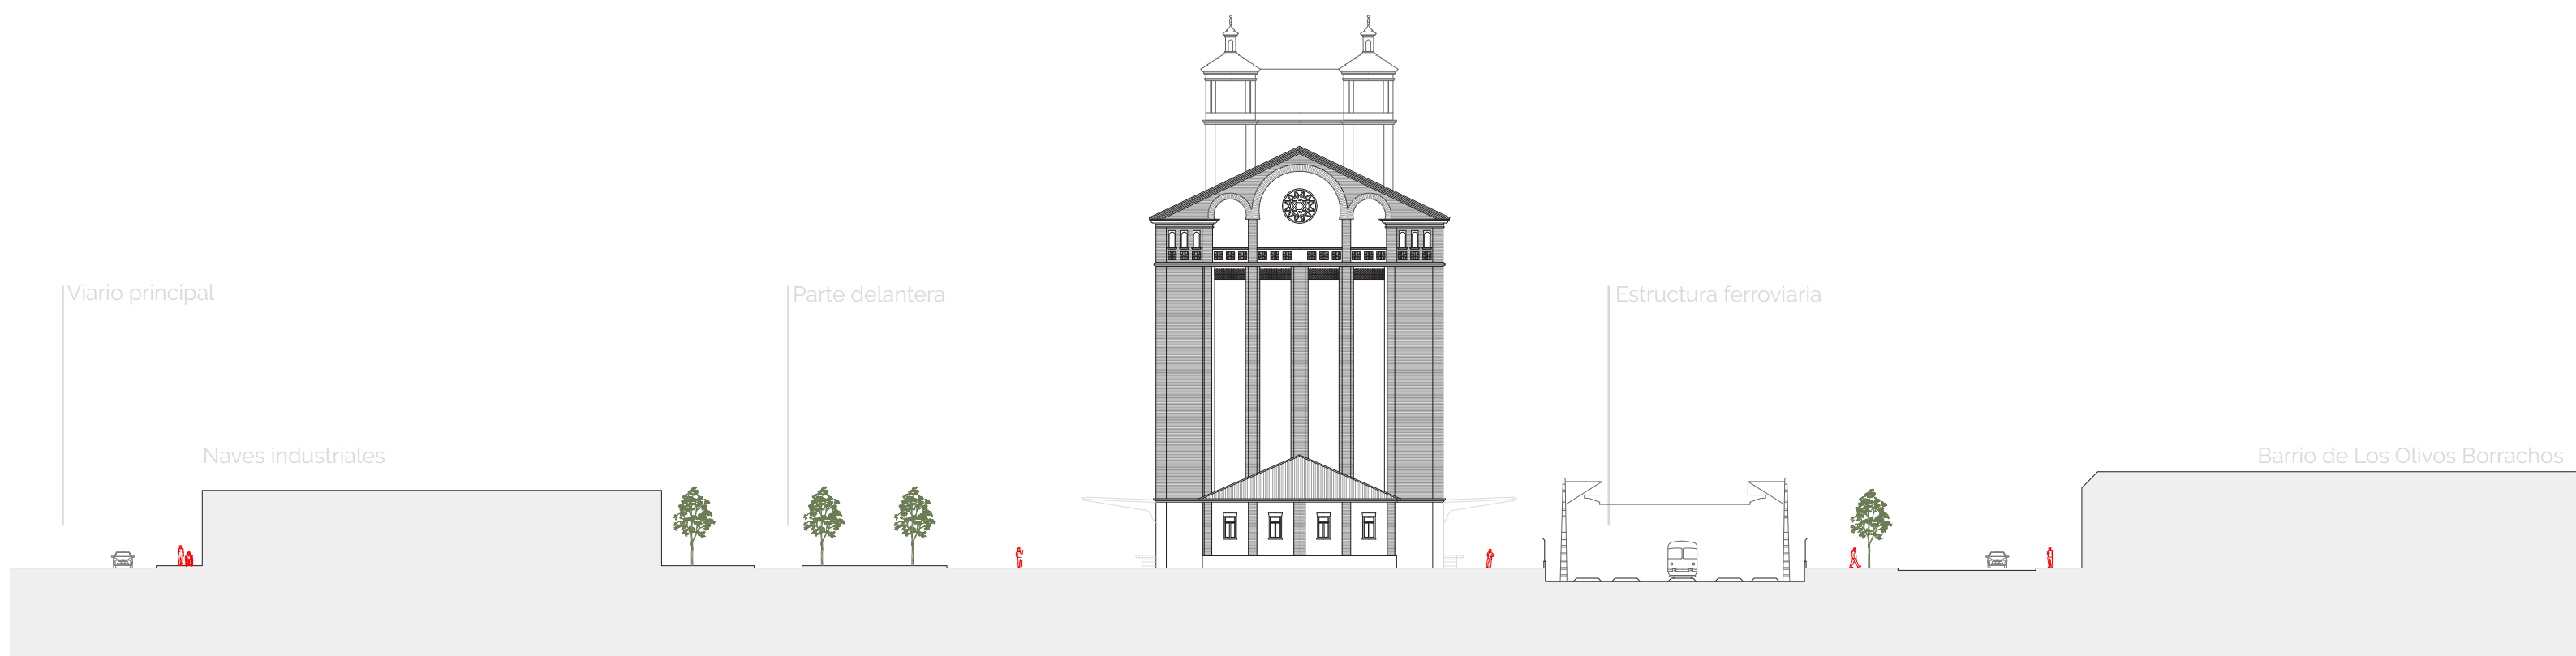 Viario principal
Parte delantera
Estructura ferroviaria
Naves industriales
Barrio de Los Olivos Borrachos